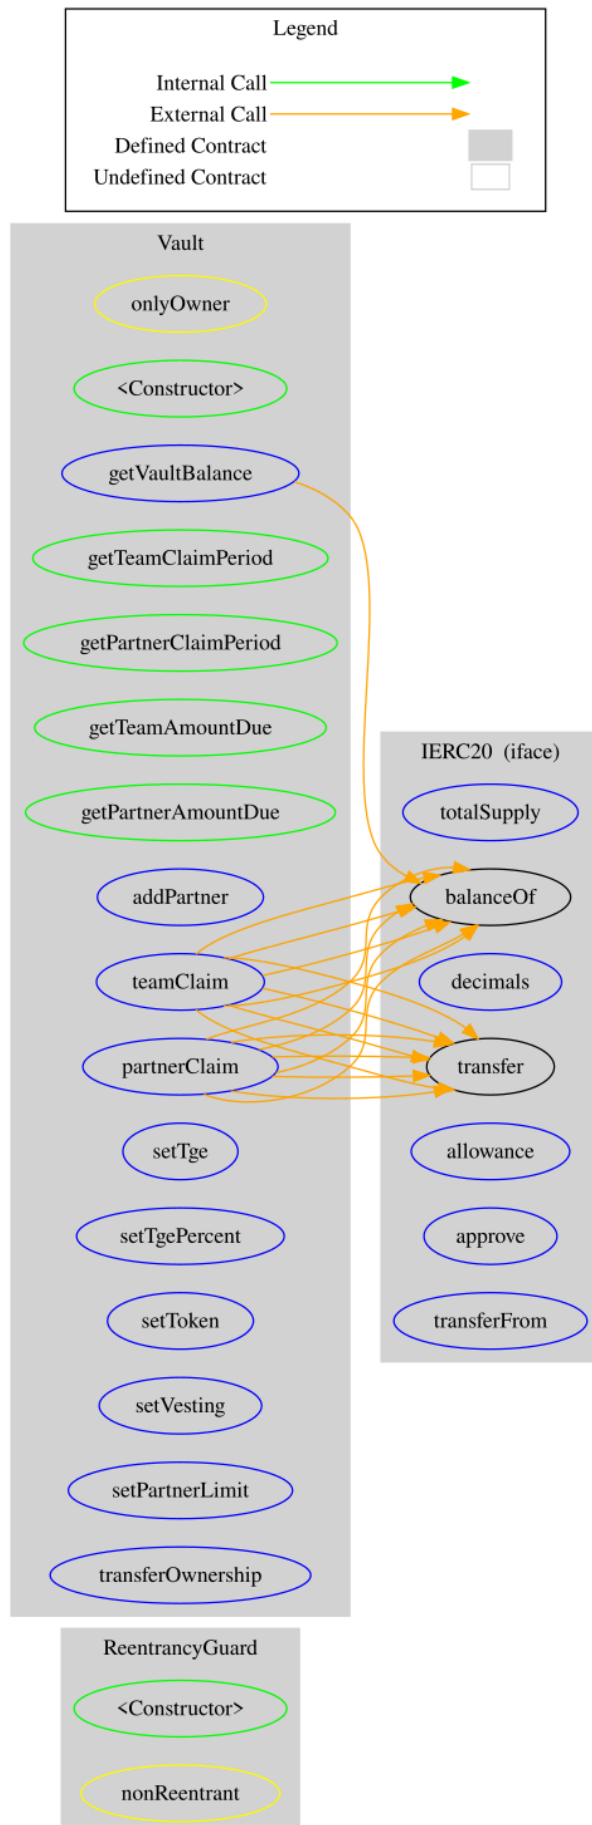 Legend
Internal Call
External Call
Defined Contract
Undefined Contract
Vault
onlyOwner
<Constructor>
getVaultBalance
getTeamClaimPeriod
getPartnerClaimPeriod
getTeamAmountDue
getPartnerAmountDue
addPartner
teamClaim
partnerClaim
setTge
setTgePercent
setToken
setVesting
setPartnerLimit
transferOwnership
IERC20 (iface)
totalSupply
balanceOf
decimals
transfer
allowance
approve
transferFrom
ReentrancyGuard
<Constructor>
nonReentrant